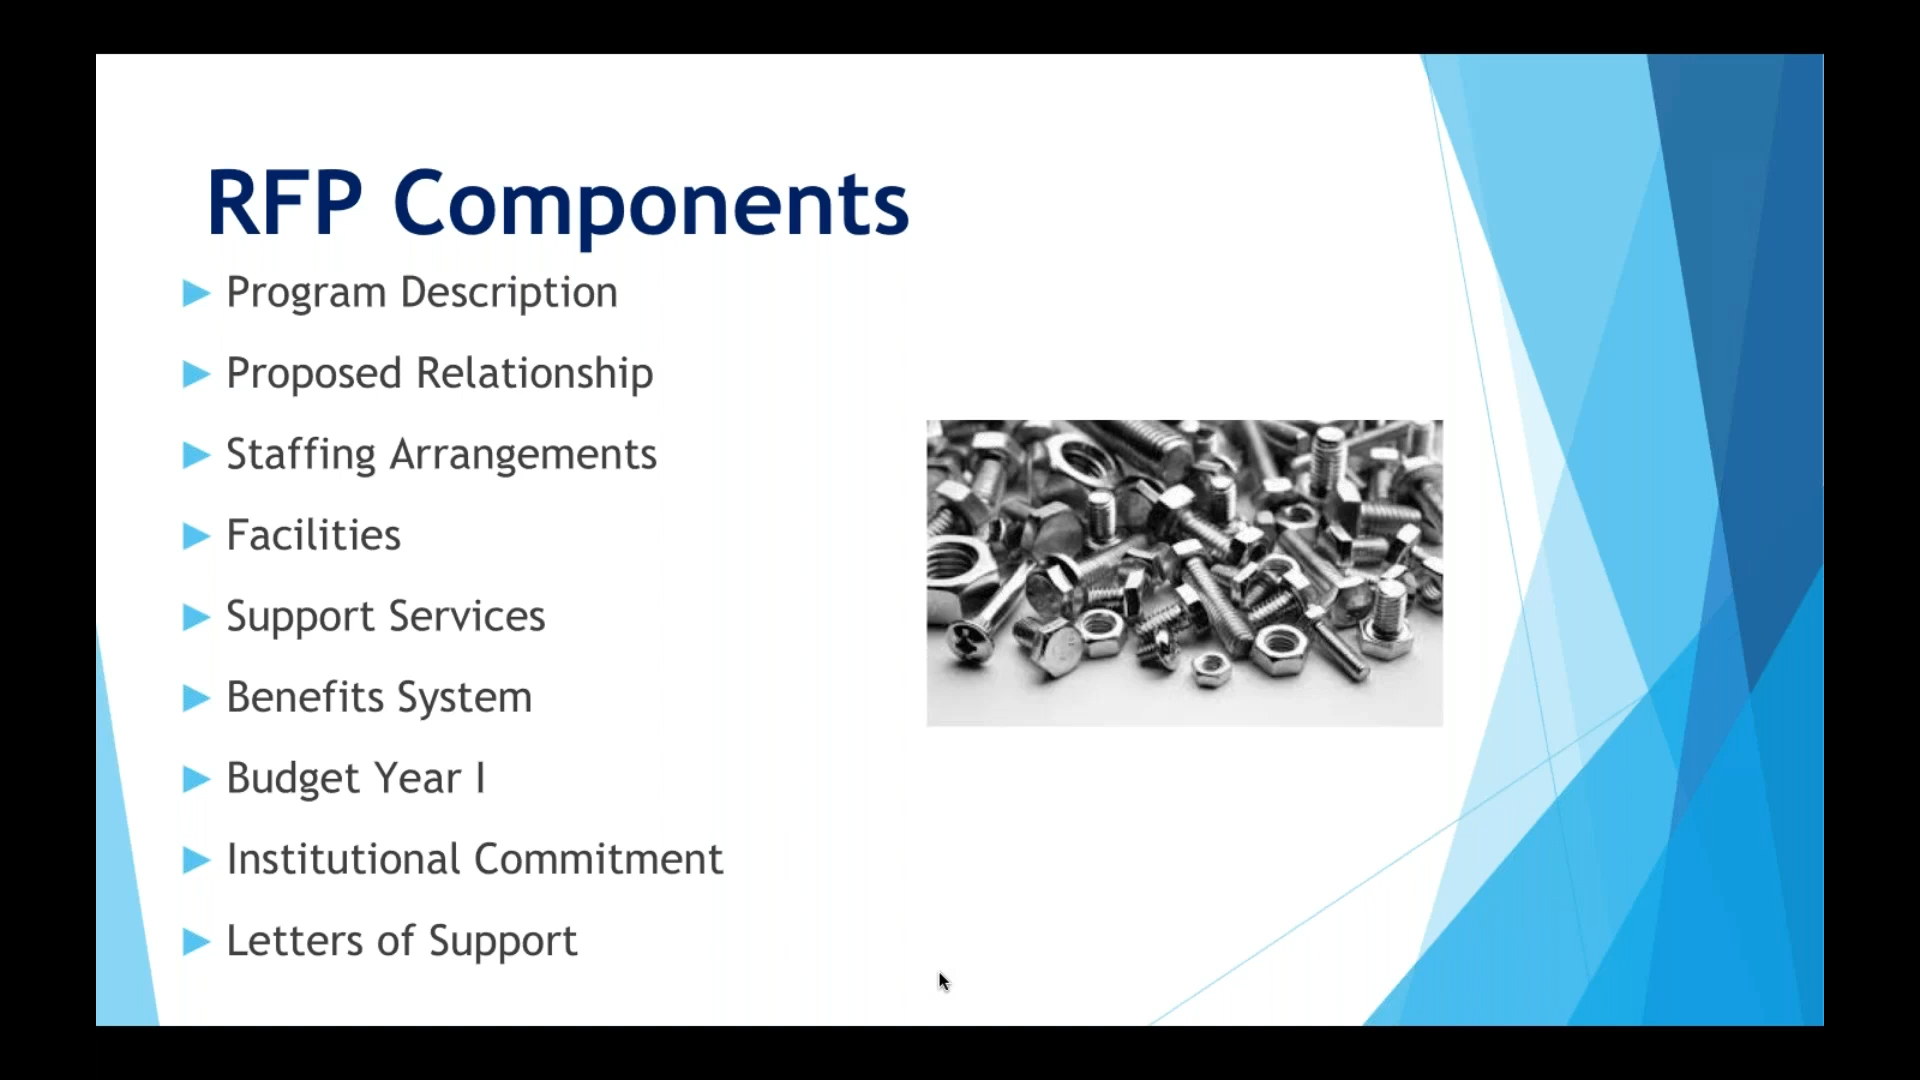 RFP Components
Program Description
Proposed Relationship
Staffing Arrangements
Facilities
Support Services
Benefits System
Budget Year I
Institutional Commitment
Letters of Support